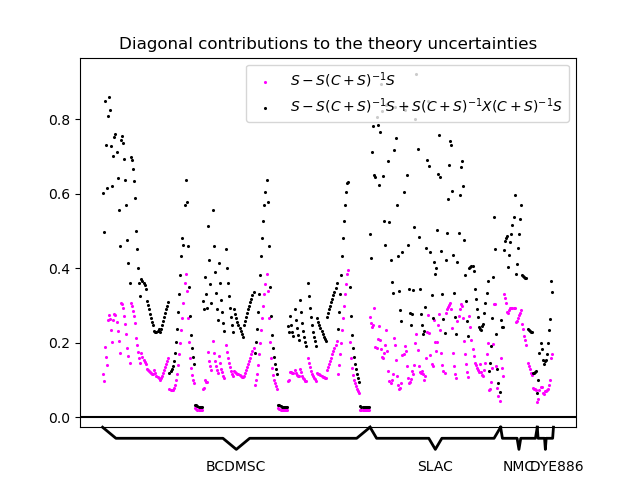 Diagonal contributions to the theory uncertainties
S − S(C + S)⁻¹S
S − S(C + S)⁻¹S + S(C + S)⁻¹X(C + S)⁻¹S
0.8
0.6
0.4
0.2
0.0
BCDMSC SLAC NMC DYE886